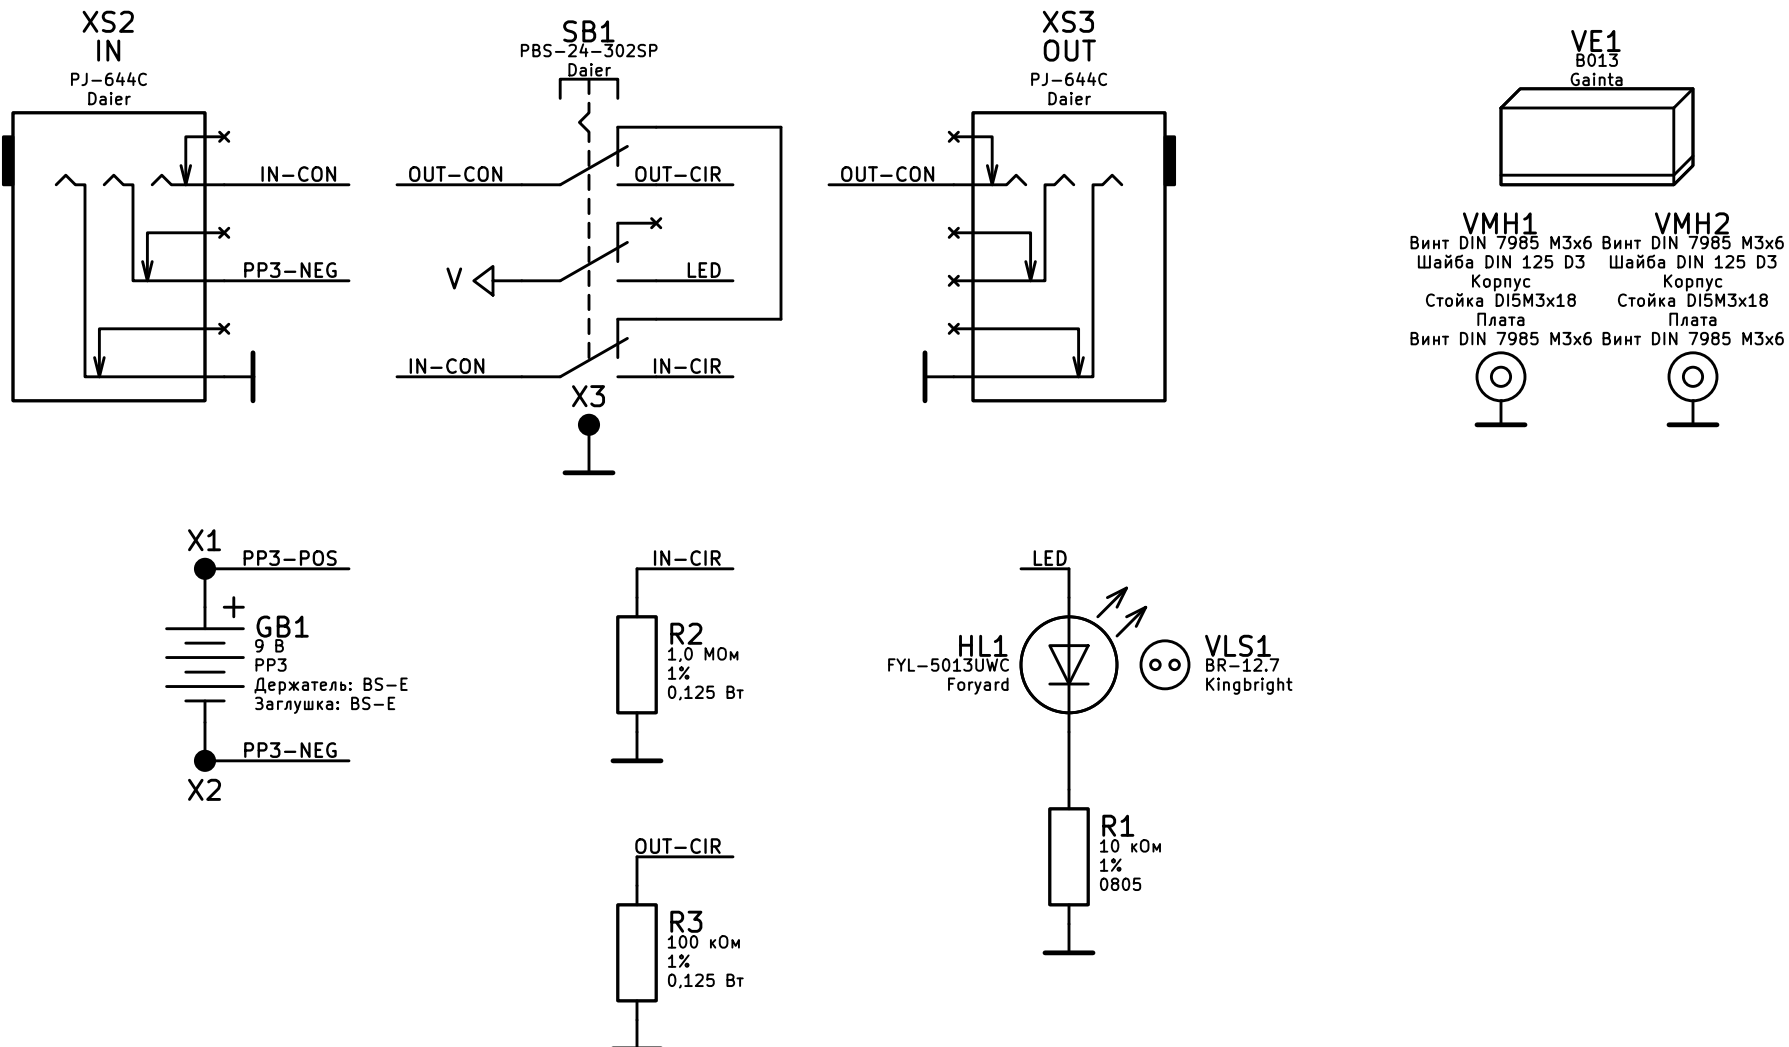 XS2
IN
PJ-644C
Daier
IN-CON
PP3-NEG
SB1
PBS-24-302SP
Daier
OUT-CON
OUT-CIR
V
LED
IN-CON
IN-CIR
X3
XS3
OUT
PJ-644C
Daier
OUT-CON
VE1
B013
Gainta
VMH1
Винт DIN 7985 M3x6
Шайба DIN 125 D3
Корпус
Стойка DI5M3x18
Плата
Винт DIN 7985 M3x6
VMH2
Винт DIN 7985 M3x6
Шайба DIN 125 D3
Корпус
Стойка DI5M3x18
Плата
Винт DIN 7985 M3x6
X1
PP3-POS
+
GB1
9 В
PP3
Держатель: BS-E
Заглушка: BS-E
PP3-NEG
X2
IN-CIR
R2
1,0 МОм
1%
0,125 Вт
OUT-CIR
R3
100 кОм
1%
0,125 Вт
LED
HL1
FYL-5013UWC
Foryard
VLS1
BR-12.7
Kingbright
R1
10 кОм
1%
0805